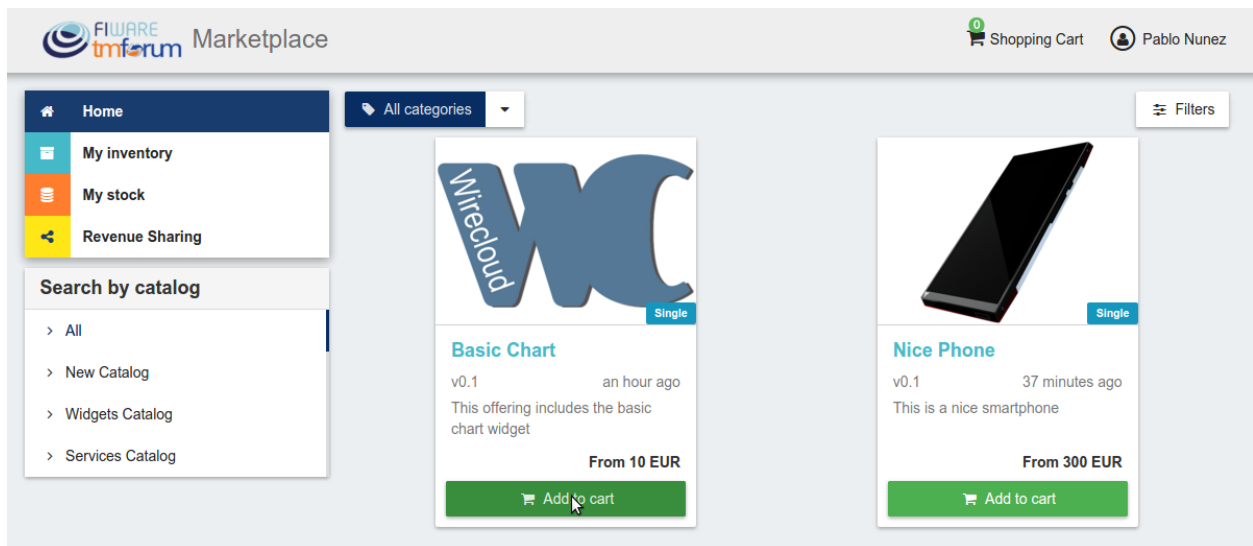 FIWARE
tmforum
Marketplace
0
Shopping Cart
Pablo Nunez
Home
My inventory
My stock
Revenue Sharing
Search by catalog
All
New Catalog
Widgets Catalog
Services Catalog
All categories
Filters
Wirecloud
WC
Single
Basic Chart
v0.1 an hour ago
This offering includes the basic
chart widget
From 10 EUR
Add to cart
Single
Nice Phone
v0.1 37 minutes ago
This is a nice smartphone
From 300 EUR
Add to cart